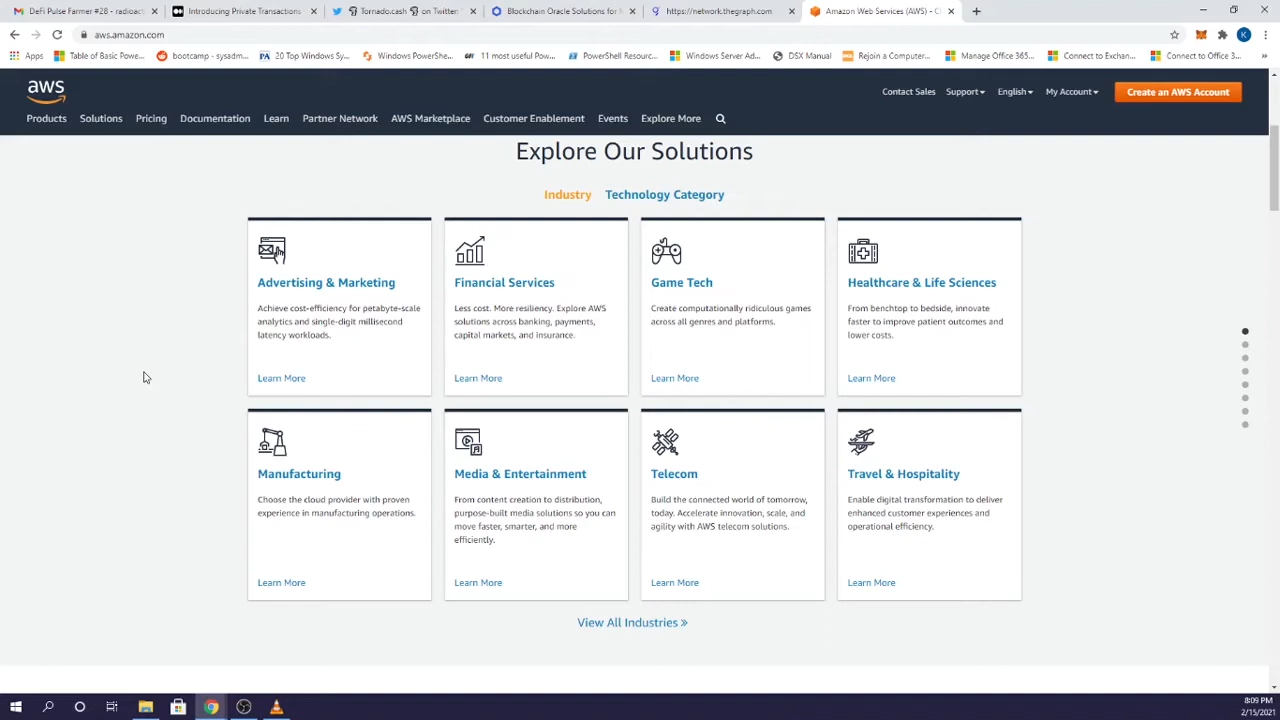 DeFi Pulse Farmer #28 - radioact
Introducing Private Transactions
Tornado.cash on Twitter:
Blockchain Oracle Solutions for
https://network.thegraph.com
Amazon Web Services (AWS) - Cl
aws.amazon.com
K
Apps
Table of Basic Powe...
bootcamp - sysadm...
20 Top Windows Sy...
Windows PowerShe...
11 most useful Pow...
PowerShell Resourc...
Windows Server Ad...
DSX Manual
Rejoin a Computer...
Manage Office 365...
Connect to Exchan...
Connect to Office 3...
aws
Contact Sales
Support
English
My Account
Create an AWS Account
Products
Solutions
Pricing
Documentation
Learn
Partner Network
AWS Marketplace
Customer Enablement
Events
Explore More
Explore Our Solutions
Industry
Technology Category
Advertising & Marketing
Achieve cost-efficiency for petabyte-scale
analytics and single-digit millisecond
latency workloads.
Learn More
Financial Services
Less cost. More resiliency. Explore AWS
solutions across banking, payments,
capital markets, and insurance.
Learn More
Game Tech
Create computationally ridiculous games
across all genres and platforms.
Learn More
Healthcare & Life Sciences
From benchtop to bedside, innovate
faster to improve patient outcomes and
lower costs.
Learn More
Manufacturing
Choose the cloud provider with proven
experience in manufacturing operations.
Learn More
Media & Entertainment
From content creation to distribution,
purpose-built media solutions so you can
move faster, smarter, and more
efficiently.
Learn More
Telecom
Build the connected world of tomorrow,
today. Accelerate innovation, scale, and
agility with AWS telecom solutions.
Learn More
Travel & Hospitality
Enable digital transformation to deliver
enhanced customer experiences and
operational efficiency.
Learn More
View All Industries »
8:09 PM
2/15/2021